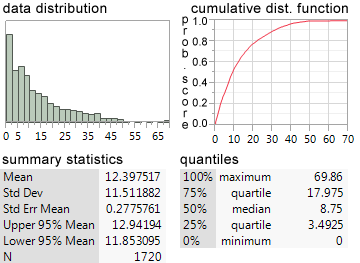 data distribution
0 5 15 25 35 45 55 70
cumulative dist. function
prob. score
1.0
0.8
0.6
0.4
0.2
0.0
0 10 20 30 40 50 60 70
summary statistics
Mean 12.397517
Std Dev 11.511882
Std Err Mean 0.2775761
Upper 95% Mean 12.94194
Lower 95% Mean 11.853095
N 1720
quantiles
100% maximum 69.86
75% quartile 17.975
50% median 8.75
25% quartile 3.4925
0% minimum 0